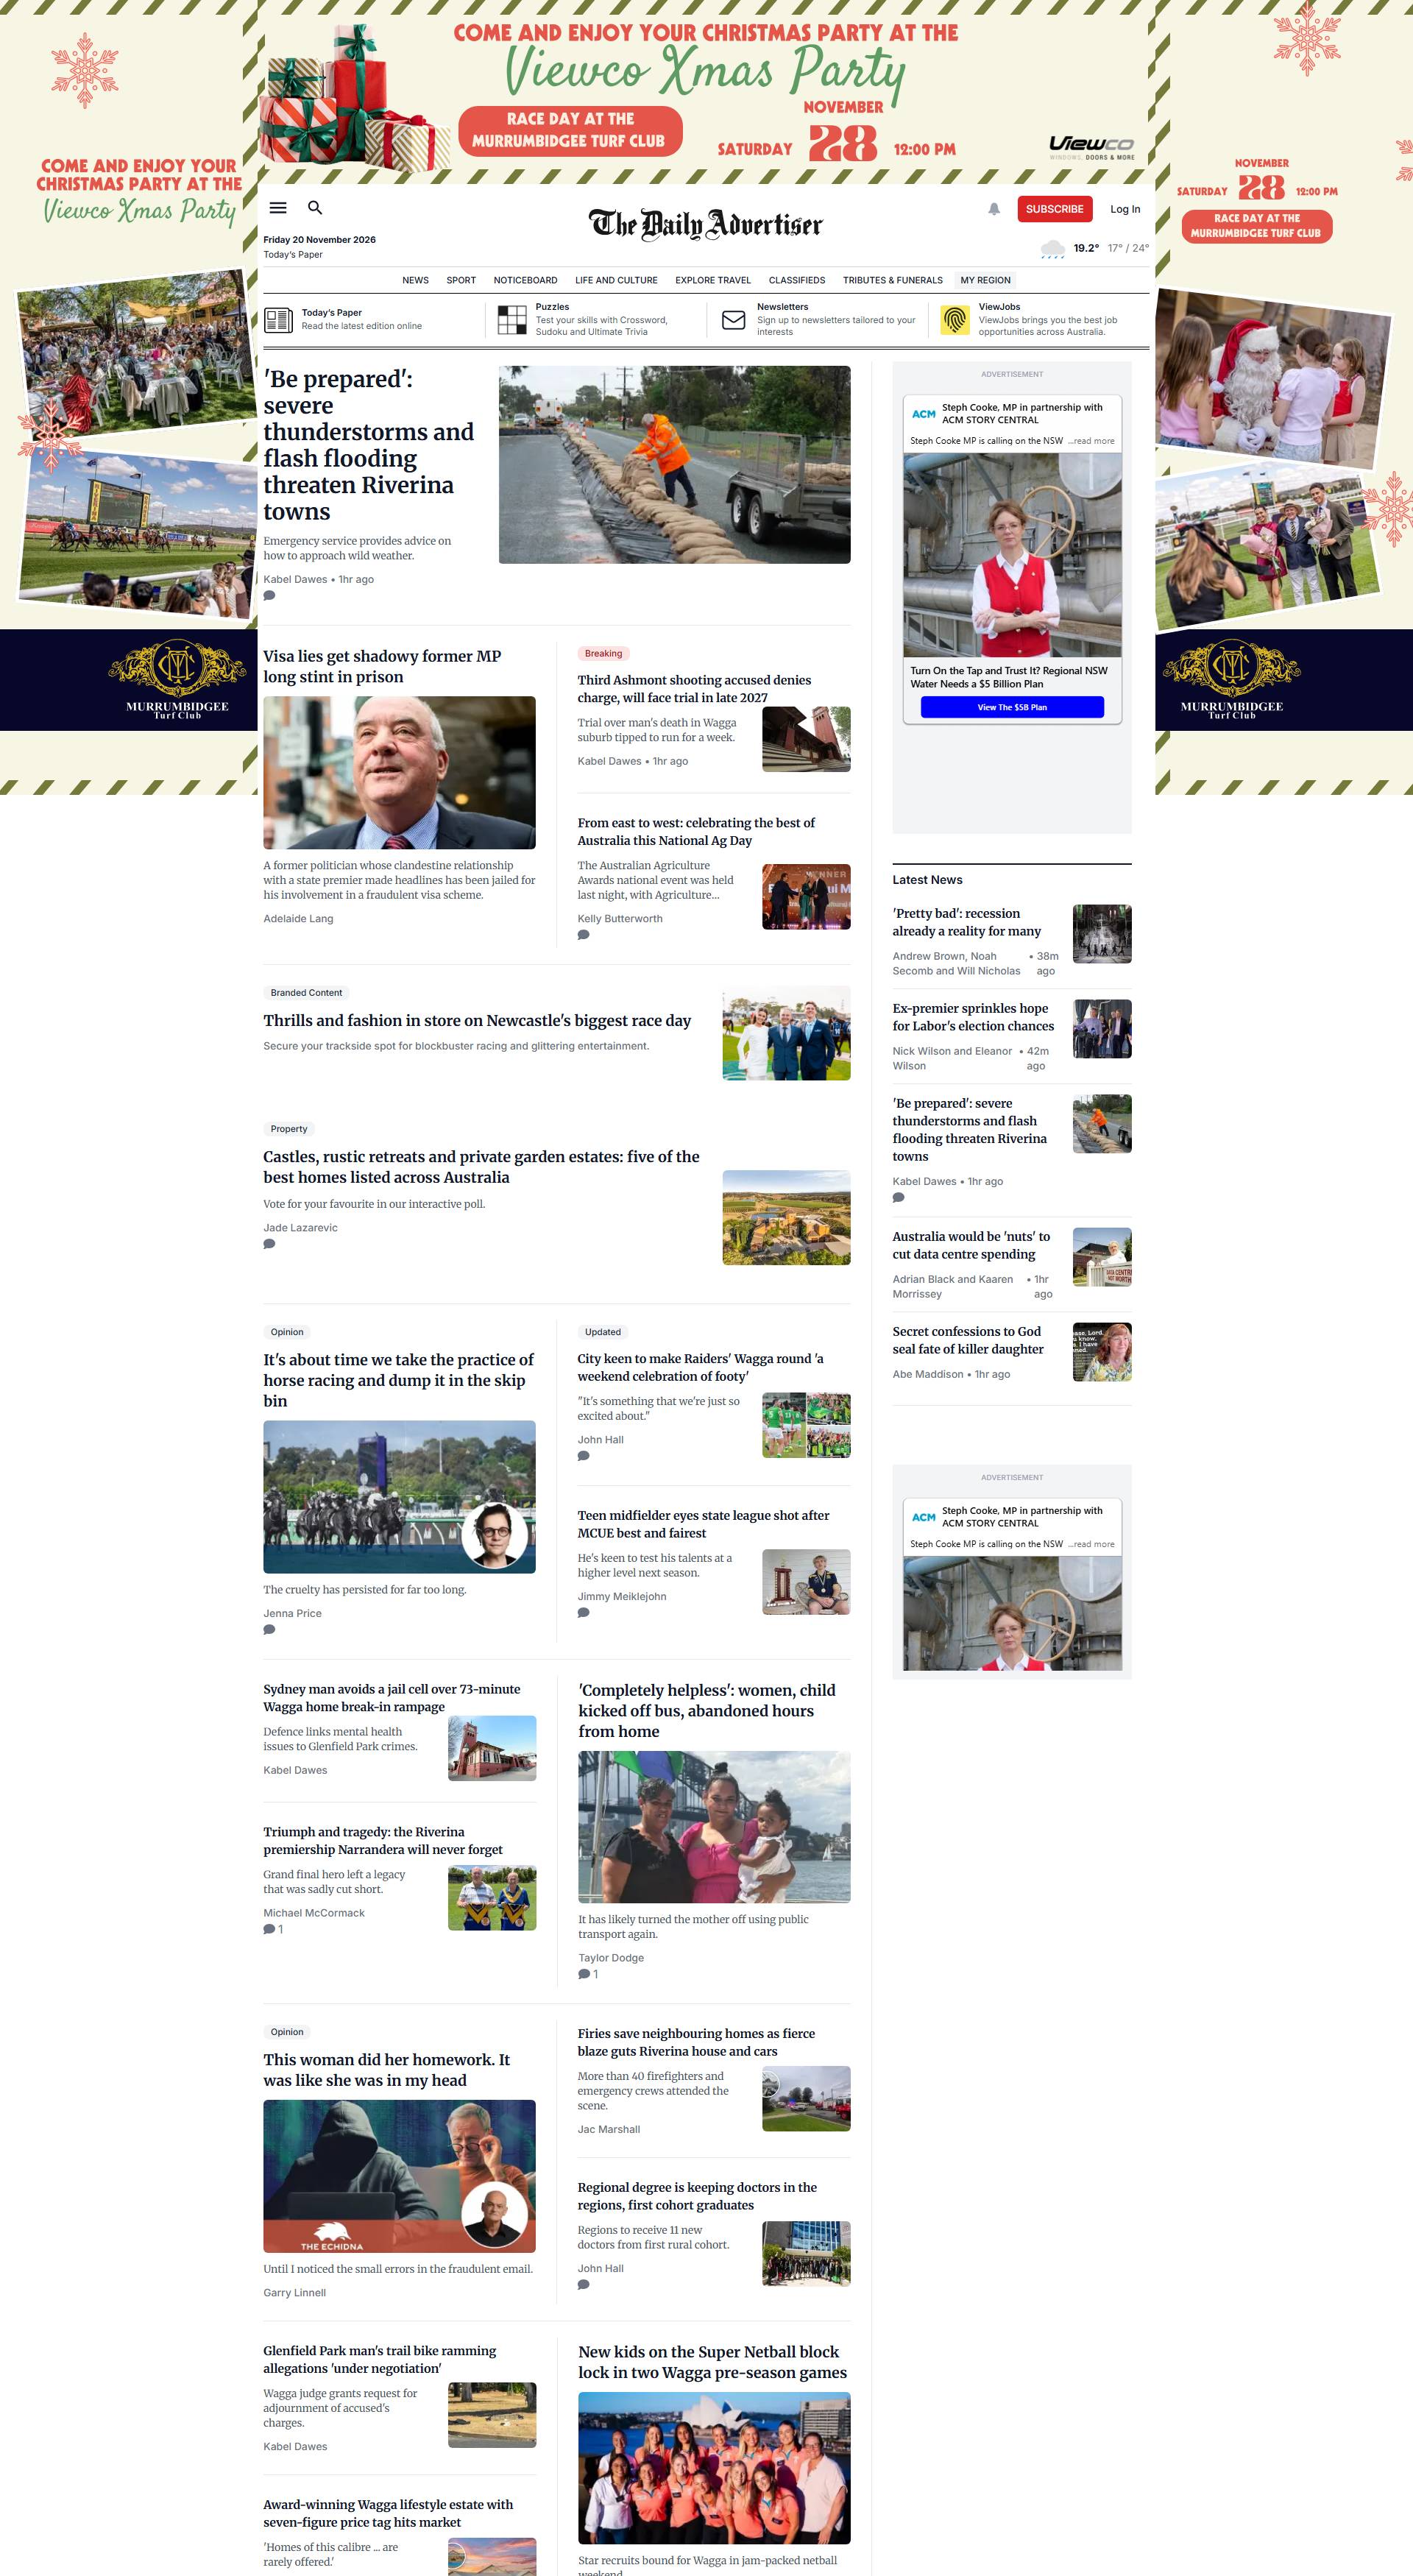 COME AND ENJOY YOUR CHRISTMAS PARTY AT THE
Viewco Xmas Party
RACE DAY AT THE
MURRUMBIDGEE TURF CLUB
NOVEMBER
SATURDAY 28 12:00 PM
Viewco
WINDOWS, DOORS & MORE
COME AND ENJOY YOUR
CHRISTMAS PARTY AT THE
Viewco Xmas Party
MURRUMBIDGEE
Turf Club
NOVEMBER
SATURDAY 28 12:00 PM
RACE DAY AT THE
MURRUMBIDGEE TURF CLUB
MURRUMBIDGEE
Turf Club
The Daily Advertiser
SUBSCRIBE
Log In
Friday 20 November 2026
Today's Paper
19.2° 17° / 24°
NEWS SPORT NOTICEBOARD LIFE AND CULTURE EXPLORE TRAVEL CLASSIFIEDS TRIBUTES & FUNERALS MY REGION
Today's Paper
Read the latest edition online
Puzzles
Test your skills with Crossword,
Sudoku and Ultimate Trivia
Newsletters
Sign up to newsletters tailored to your
interests
ViewJobs
ViewJobs brings you the best job
opportunities across Australia.
'Be prepared':
severe
thunderstorms and
flash flooding
threaten Riverina
towns
Emergency service provides advice on
how to approach wild weather.
Kabel Dawes • 1hr ago
Visa lies get shadowy former MP
long stint in prison
A former politician whose clandestine relationship
with a state premier made headlines has been jailed for
his involvement in a fraudulent visa scheme.
Adelaide Lang
Breaking
Third Ashmont shooting accused denies
charge, will face trial in late 2027
Trial over man's death in Wagga
suburb tipped to run for a week.
Kabel Dawes • 1hr ago
From east to west: celebrating the best of
Australia this National Ag Day
The Australian Agriculture
Awards national event was held
last night, with Agriculture...
Kelly Butterworth
Branded Content
Thrills and fashion in store on Newcastle's biggest race day
Secure your trackside spot for blockbuster racing and glittering entertainment.
Property
Castles, rustic retreats and private garden estates: five of the
best homes listed across Australia
Vote for your favourite in our interactive poll.
Jade Lazarevic
Opinion
It's about time we take the practice of
horse racing and dump it in the skip
bin
The cruelty has persisted for far too long.
Jenna Price
Updated
City keen to make Raiders' Wagga round 'a
weekend celebration of footy'
"It's something that we're just so
excited about."
John Hall
Teen midfielder eyes state league shot after
MCUE best and fairest
He's keen to test his talents at a
higher level next season.
Jimmy Meiklejohn
Sydney man avoids a jail cell over 73-minute
Wagga home break-in rampage
Defence links mental health
issues to Glenfield Park crimes.
Kabel Dawes
Triumph and tragedy: the Riverina
premiership Narrandera will never forget
Grand final hero left a legacy
that was sadly cut short.
Michael McCormack
1
'Completely helpless': women, child
kicked off bus, abandoned hours
from home
It has likely turned the mother off using public
transport again.
Taylor Dodge
1
Opinion
This woman did her homework. It
was like she was in my head
THE ECHIDNA
Until I noticed the small errors in the fraudulent email.
Garry Linnell
Firies save neighbouring homes as fierce
blaze guts Riverina house and cars
More than 40 firefighters and
emergency crews attended the
scene.
Jac Marshall
Regional degree is keeping doctors in the
regions, first cohort graduates
Regions to receive 11 new
doctors from first rural cohort.
John Hall
Glenfield Park man's trail bike ramming
allegations 'under negotiation'
Wagga judge grants request for
adjournment of accused's
charges.
Kabel Dawes
Award-winning Wagga lifestyle estate with
seven-figure price tag hits market
'Homes of this calibre ... are
rarely offered.'
New kids on the Super Netball block
lock in two Wagga pre-season games
Star recruits bound for Wagga in jam-packed netball
weekend
ADVERTISEMENT
ACM
Steph Cooke, MP in partnership with
ACM STORY CENTRAL
Steph Cooke MP is calling on the NSW ...read more
Turn On the Tap and Trust It? Regional NSW
Water Needs a $5 Billion Plan
View The $5B Plan
Latest News
'Pretty bad': recession
already a reality for many
Andrew Brown, Noah
Secomb and Will Nicholas • 38m
ago
Ex-premier sprinkles hope
for Labor's election chances
Nick Wilson and Eleanor
Wilson • 42m
ago
'Be prepared': severe
thunderstorms and flash
flooding threaten Riverina
towns
Kabel Dawes • 1hr ago
Australia would be 'nuts' to
cut data centre spending
Adrian Black and Kaaren
Morrissey • 1hr
ago
Secret confessions to God
seal fate of killer daughter
Abe Maddison • 1hr ago
ADVERTISEMENT
ACM
Steph Cooke, MP in partnership with
ACM STORY CENTRAL
Steph Cooke MP is calling on the NSW ...read more